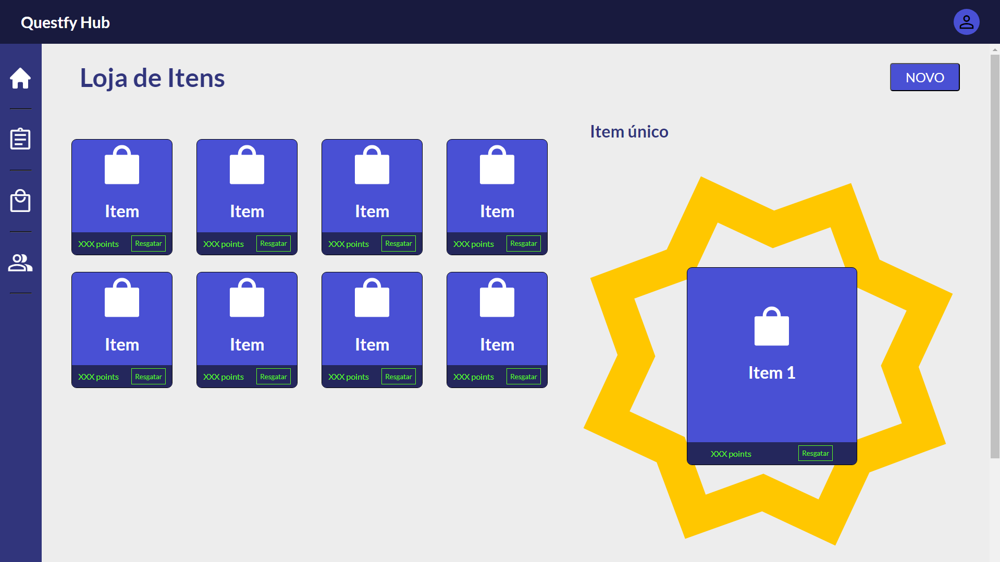 Questfy Hub
Loja de Itens
NOVO
Item único
Item
Item
Item
Item
XXX points
Resgatar
XXX points
Resgatar
XXX points
Resgatar
XXX points
Resgatar
Item
Item
Item
Item
XXX points
Resgatar
XXX points
Resgatar
XXX points
Resgatar
XXX points
Resgatar
Item 1
XXX points
Resgatar